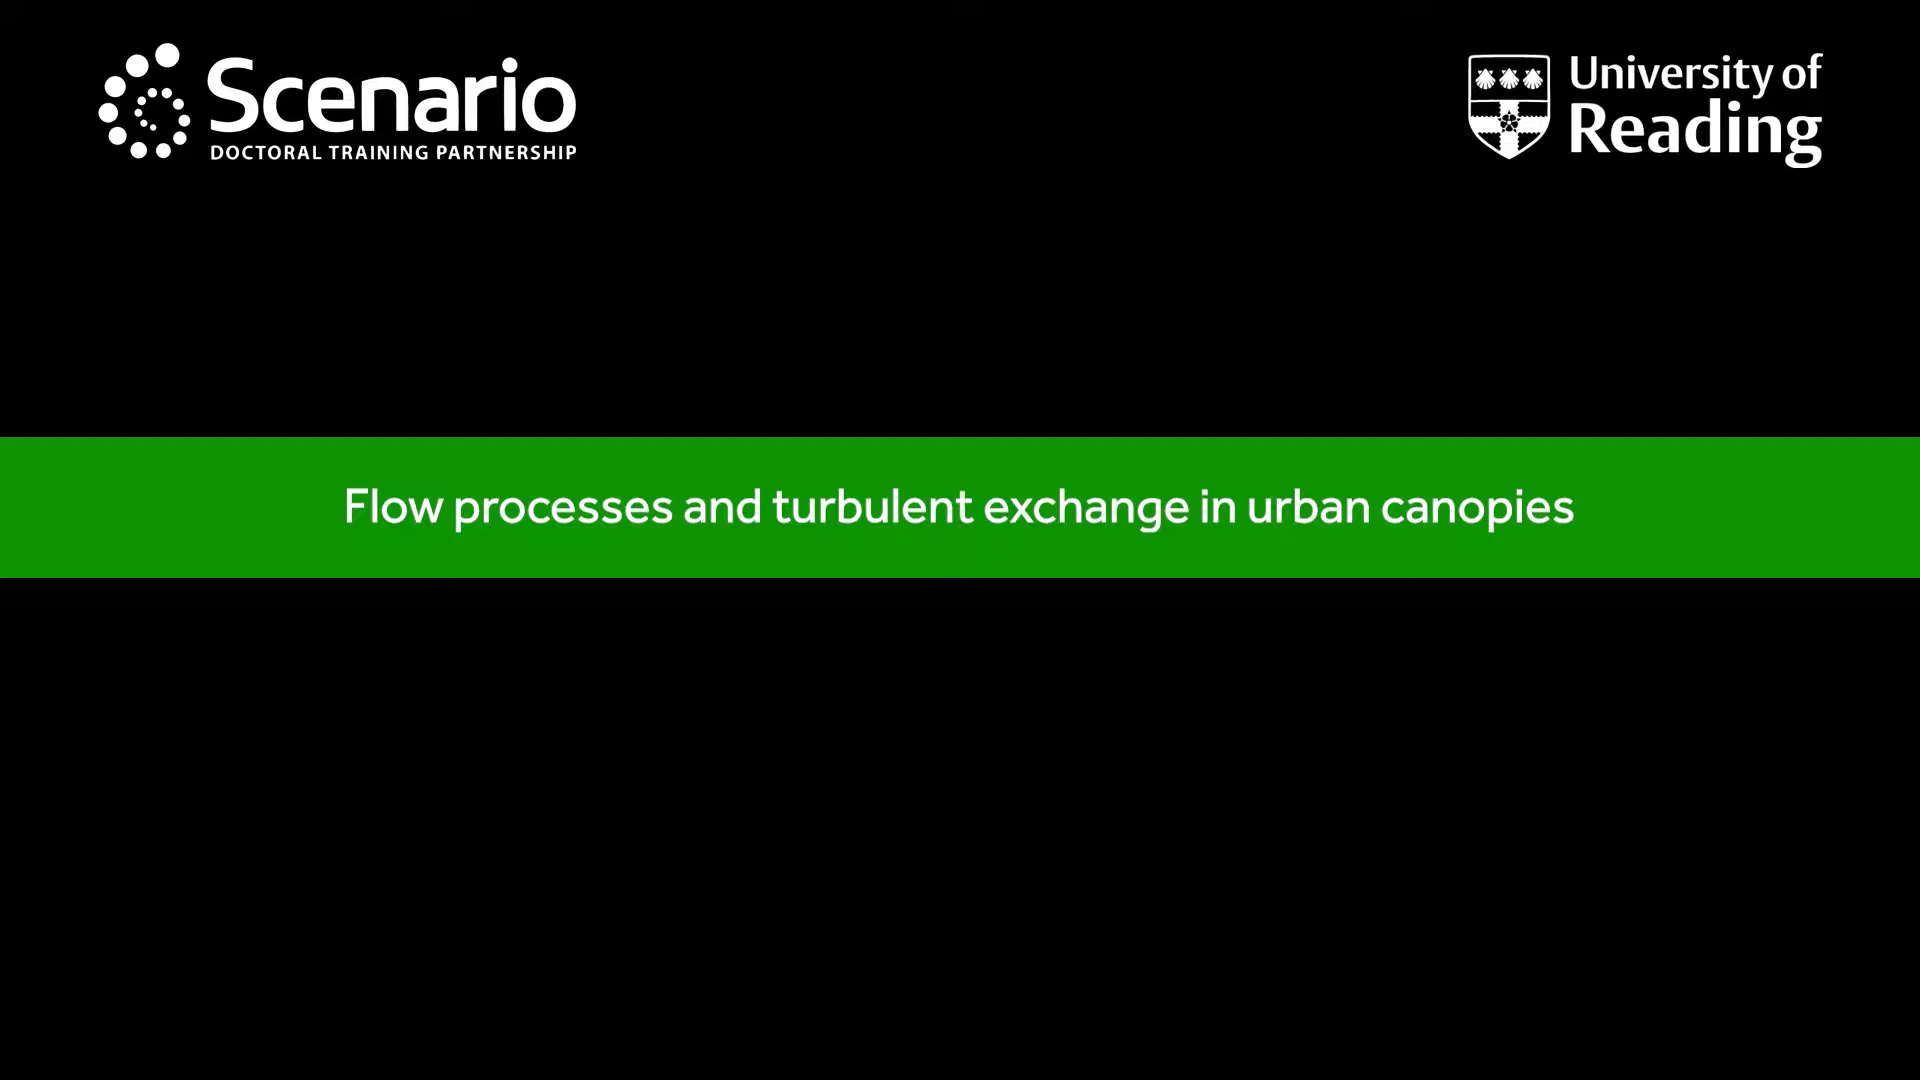 Scenario
DOCTORAL TRAINING PARTNERSHIP
University of
Reading
Flow processes and turbulent exchange in urban canopies